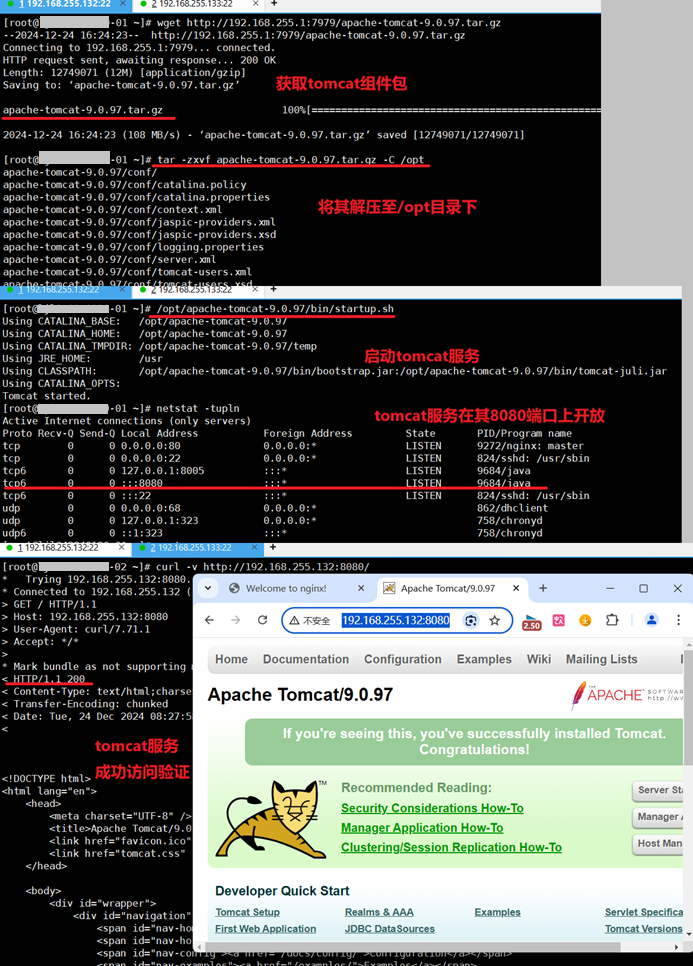 1 192.168.255.132:22 × 2 192.168.255.133:22 × +
[root@ -01 ~]# wget http://192.168.255.1:7979/apache-tomcat-9.0.97.tar.gz
--2024-12-24 16:24:23-- http://192.168.255.1:7979/apache-tomcat-9.0.97.tar.gz
Connecting to 192.168.255.1:7979... connected.
HTTP request sent, awaiting response... 200 OK
Length: 12749071 (12M) [application/gzip]
Saving to: ‘apache-tomcat-9.0.97.tar.gz’
获取tomcat组件包
apache-tomcat-9.0.97.tar.gz 100%[==============================================
2024-12-24 16:24:23 (108 MB/s) - ‘apache-tomcat-9.0.97.tar.gz’ saved [12749071/12749071]
[root@ -01 ~]# tar -zxvf apache-tomcat-9.0.97.tar.gz -C /opt
apache-tomcat-9.0.97/conf/
apache-tomcat-9.0.97/conf/catalina.policy
apache-tomcat-9.0.97/conf/catalina.properties
apache-tomcat-9.0.97/conf/context.xml
将其解压至/opt目录下
apache-tomcat-9.0.97/conf/jaspic-providers.xml
apache-tomcat-9.0.97/conf/jaspic-providers.xsd
apache-tomcat-9.0.97/conf/logging.properties
apache-tomcat-9.0.97/conf/server.xml
apache-tomcat-9.0.97/conf/tomcat-users.xml
apache-tomcat-9.0.97/conf/tomcat-users.xsd
1 192.168.255.132:22 × 2 192.168.255.133:22 × +
[root@ -01 ~]# /opt/apache-tomcat-9.0.97/bin/startup.sh
Using CATALINA_BASE: /opt/apache-tomcat-9.0.97
Using CATALINA_HOME: /opt/apache-tomcat-9.0.97
Using CATALINA_TMPDIR: /opt/apache-tomcat-9.0.97/temp
Using JRE_HOME: /usr
启动tomcat服务
Using CLASSPATH: /opt/apache-tomcat-9.0.97/bin/bootstrap.jar:/opt/apache-tomcat-9.0.97/bin/tomcat-juli.jar
Using CATALINA_OPTS:
Tomcat started.
[root@ -01 ~]# netstat -tupln
tomcat服务在其8080端口上开放
Active Internet connections (only servers)
Proto Recv-Q Send-Q Local Address Foreign Address State PID/Program name
tcp 0 0 0.0.0.0:80 0.0.0.0:* LISTEN 9272/nginx: master
tcp 0 0 0.0.0.0:22 0.0.0.0:* LISTEN 824/sshd: /usr/sbin
tcp6 0 0 127.0.0.1:8005 :::* LISTEN 9684/java
tcp6 0 0 :::8080 :::* LISTEN 9684/java
tcp6 0 0 :::22 :::* LISTEN 824/sshd: /usr/sbin
udp 0 0 0.0.0.0:68 0.0.0.0:* 862/dhclient
udp 0 0 127.0.0.1:323 0.0.0.0:* 758/chronyd
udp6 0 0 ::1:323 :::* 758/chronyd
1 192.168.255.132:22 × 2 192.168.255.133:22 × +
[root@ -02 ~]# curl -v http://192.168.255.132:8080/
* Trying 192.168.255.132:8080.
* Connected to 192.168.255.132 (
> GET / HTTP/1.1
> Host: 192.168.255.132:8080
> User-Agent: curl/7.71.1
> Accept: */*
>
* Mark bundle as not supporting
< HTTP/1.1 200
< Content-Type: text/html;charse
< Transfer-Encoding: chunked
< Date: Tue, 24 Dec 2024 08:27:5
<
tomcat服务
成功访问验证
<!DOCTYPE html>
<html lang="en">
<head>
<meta charset="UTF-8" />
<title>Apache Tomcat/9.0
<link href="favicon.ico"
<link href="tomcat.css"
</head>
<body>
<div id="wrapper">
<div id="navigation"
<span id="nav-ho
<span id="nav-ho
<span id="nav-config"><a href="/docs/config/">Configuration</a></span>
<span id="nav-examples"><a href="/examples/">Examples</a></span>
Welcome to nginx! × Apache Tomcat/9.0.97 × +
不安全 192.168.255.132:8080 2.50
Home Documentation Configuration Examples Wiki Mailing Lists
Apache Tomcat/9.0.97
THE APACHE SOFTWAR
http://w
If you're seeing this, you've successfully installed Tomcat.
Congratulations!
TM
Recommended Reading:
Security Considerations How-To
Manager Application How-To
Clustering/Session Replication How-To
Server Sta
Manager A
Host Man
Developer Quick Start
Tomcat Setup Realms & AAA Examples Servlet Specifica
First Web Application JDBC DataSources Tomcat Versions